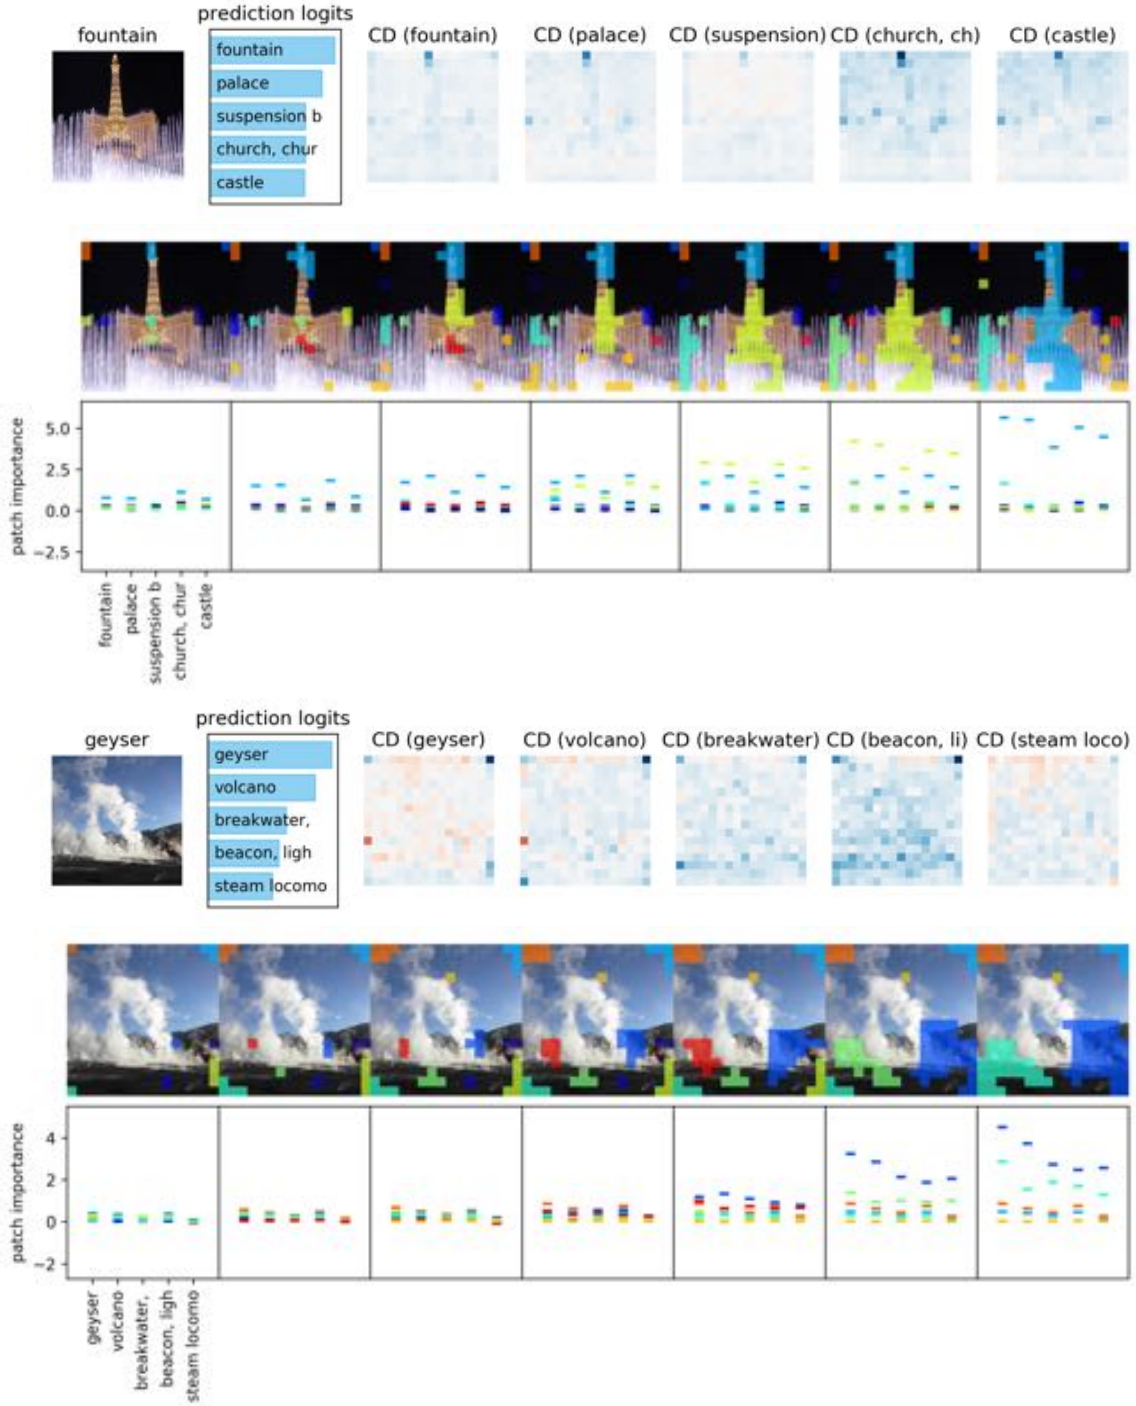 prediction logits
fountain
CD (fountain)
CD (palace)
CD (suspension)
CD (church, ch)
CD (castle)
fountain
palace
suspension b
church, chur
castle
patch importance
5.0
2.5
0.0
−2.5
fountain
palace
suspension b
church, chur
castle
prediction logits
geyser
CD (geyser)
CD (volcano)
CD (breakwater)
CD (beacon, li)
CD (steam loco)
geyser
volcano
breakwater,
beacon, ligh
steam locomo
patch importance
4
2
0
−2
geyser
volcano
breakwater,
beacon, ligh
steam locomo